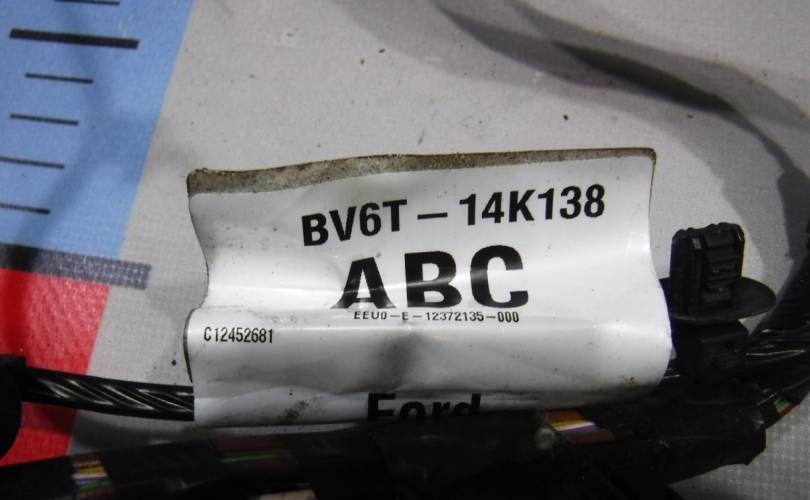 BV6T – 14K138
ABC
EEU0-E-12372135-000
C12452681
Ford